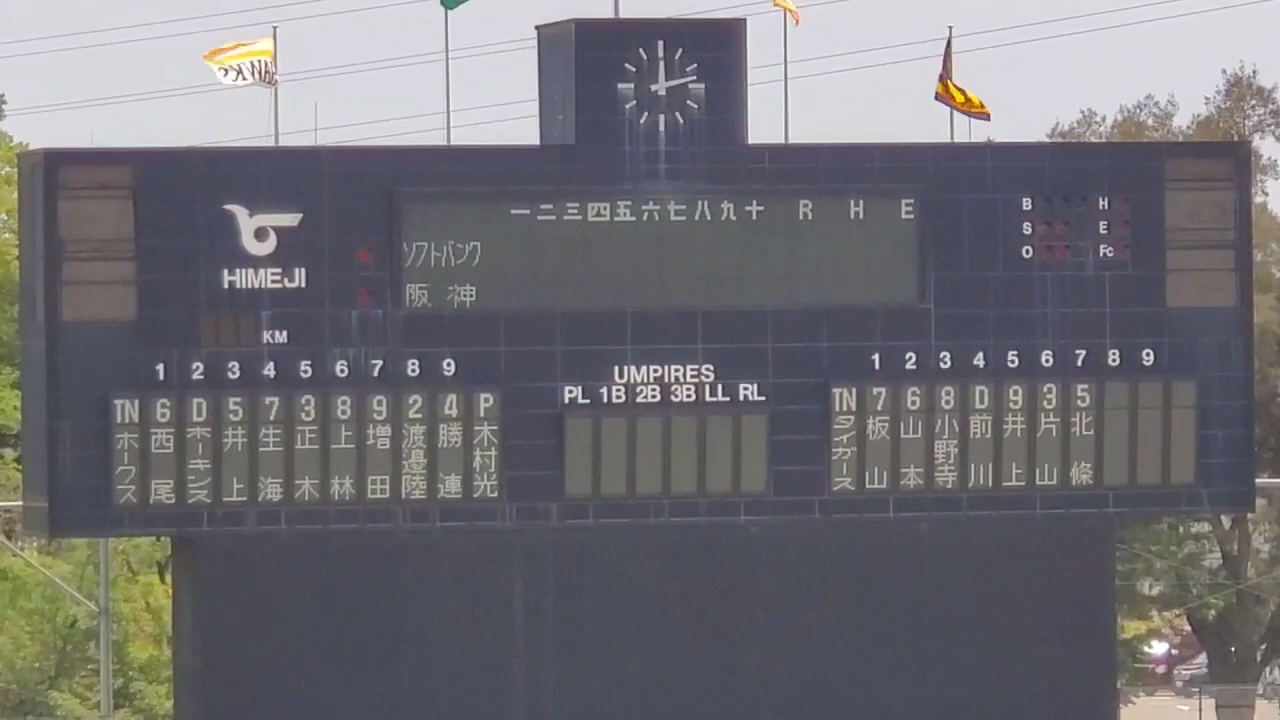 HAWKS
一二三四五六七八九十 R H E
HIMEJI
ソフトバンク
阪神
B H
S E
O Fc
KM
1 2 3 4 5 6 7 8 9
TN 6 D 5 7 3 8 9 2 4 P
ホークス 西尾 ホーキンス 井上 生海 正木 上林 増田 渡邉陸 勝連 木村光
UMPIRES
PL 1B 2B 3B LL RL
1 2 3 4 5 6 7 8 9
TN 7 6 8 D 9 3 5
タイガース 板山 山本 小野寺 前川 井上 片山 北條